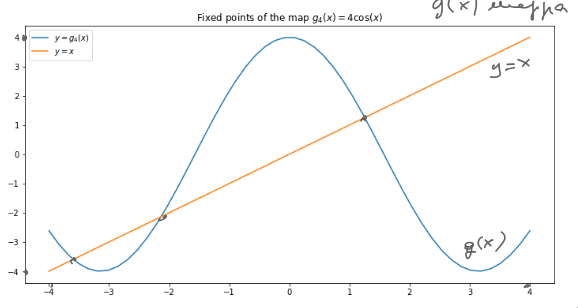 g(x)
Fixed points of the map g₄(x) = 4cos(x)
y = g₄(x)
y = x
y=x
g(x)
4
3
2
1
0
−1
−2
−3
−4
−4 −3 −2 −1 0 1 2 3 4